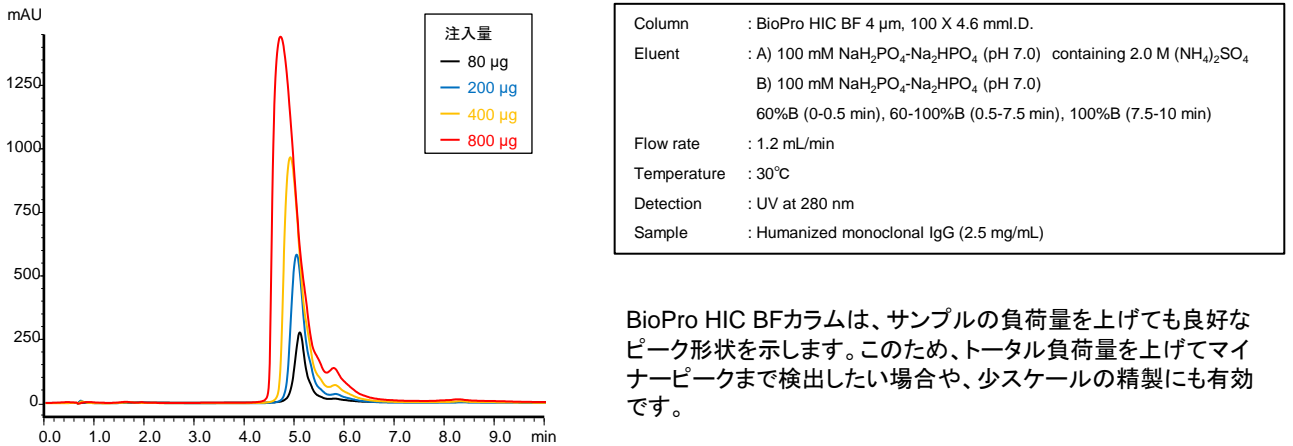 mAU
1250
1000
750
500
250
0
0.0 1.0 2.0 3.0 4.0 5.0 6.0 7.0 8.0 9.0 min
注入量
80 µg
200 µg
400 µg
800 µg
Column : BioPro HIC BF 4 µm, 100 X 4.6 mmI.D.
Eluent : A) 100 mM NaH₂PO₄-Na₂HPO₄ (pH 7.0) containing 2.0 M (NH₄)₂SO₄
B) 100 mM NaH₂PO₄-Na₂HPO₄ (pH 7.0)
60%B (0-0.5 min), 60-100%B (0.5-7.5 min), 100%B (7.5-10 min)
Flow rate : 1.2 mL/min
Temperature : 30℃
Detection : UV at 280 nm
Sample : Humanized monoclonal IgG (2.5 mg/mL)
BioPro HIC BFカラムは、サンプルの負荷量を上げても良好な
ピーク形状を示します。このため、トータル負荷量を上げてマイ
ナーピークまで検出したい場合や、少スケールの精製にも有効
です。